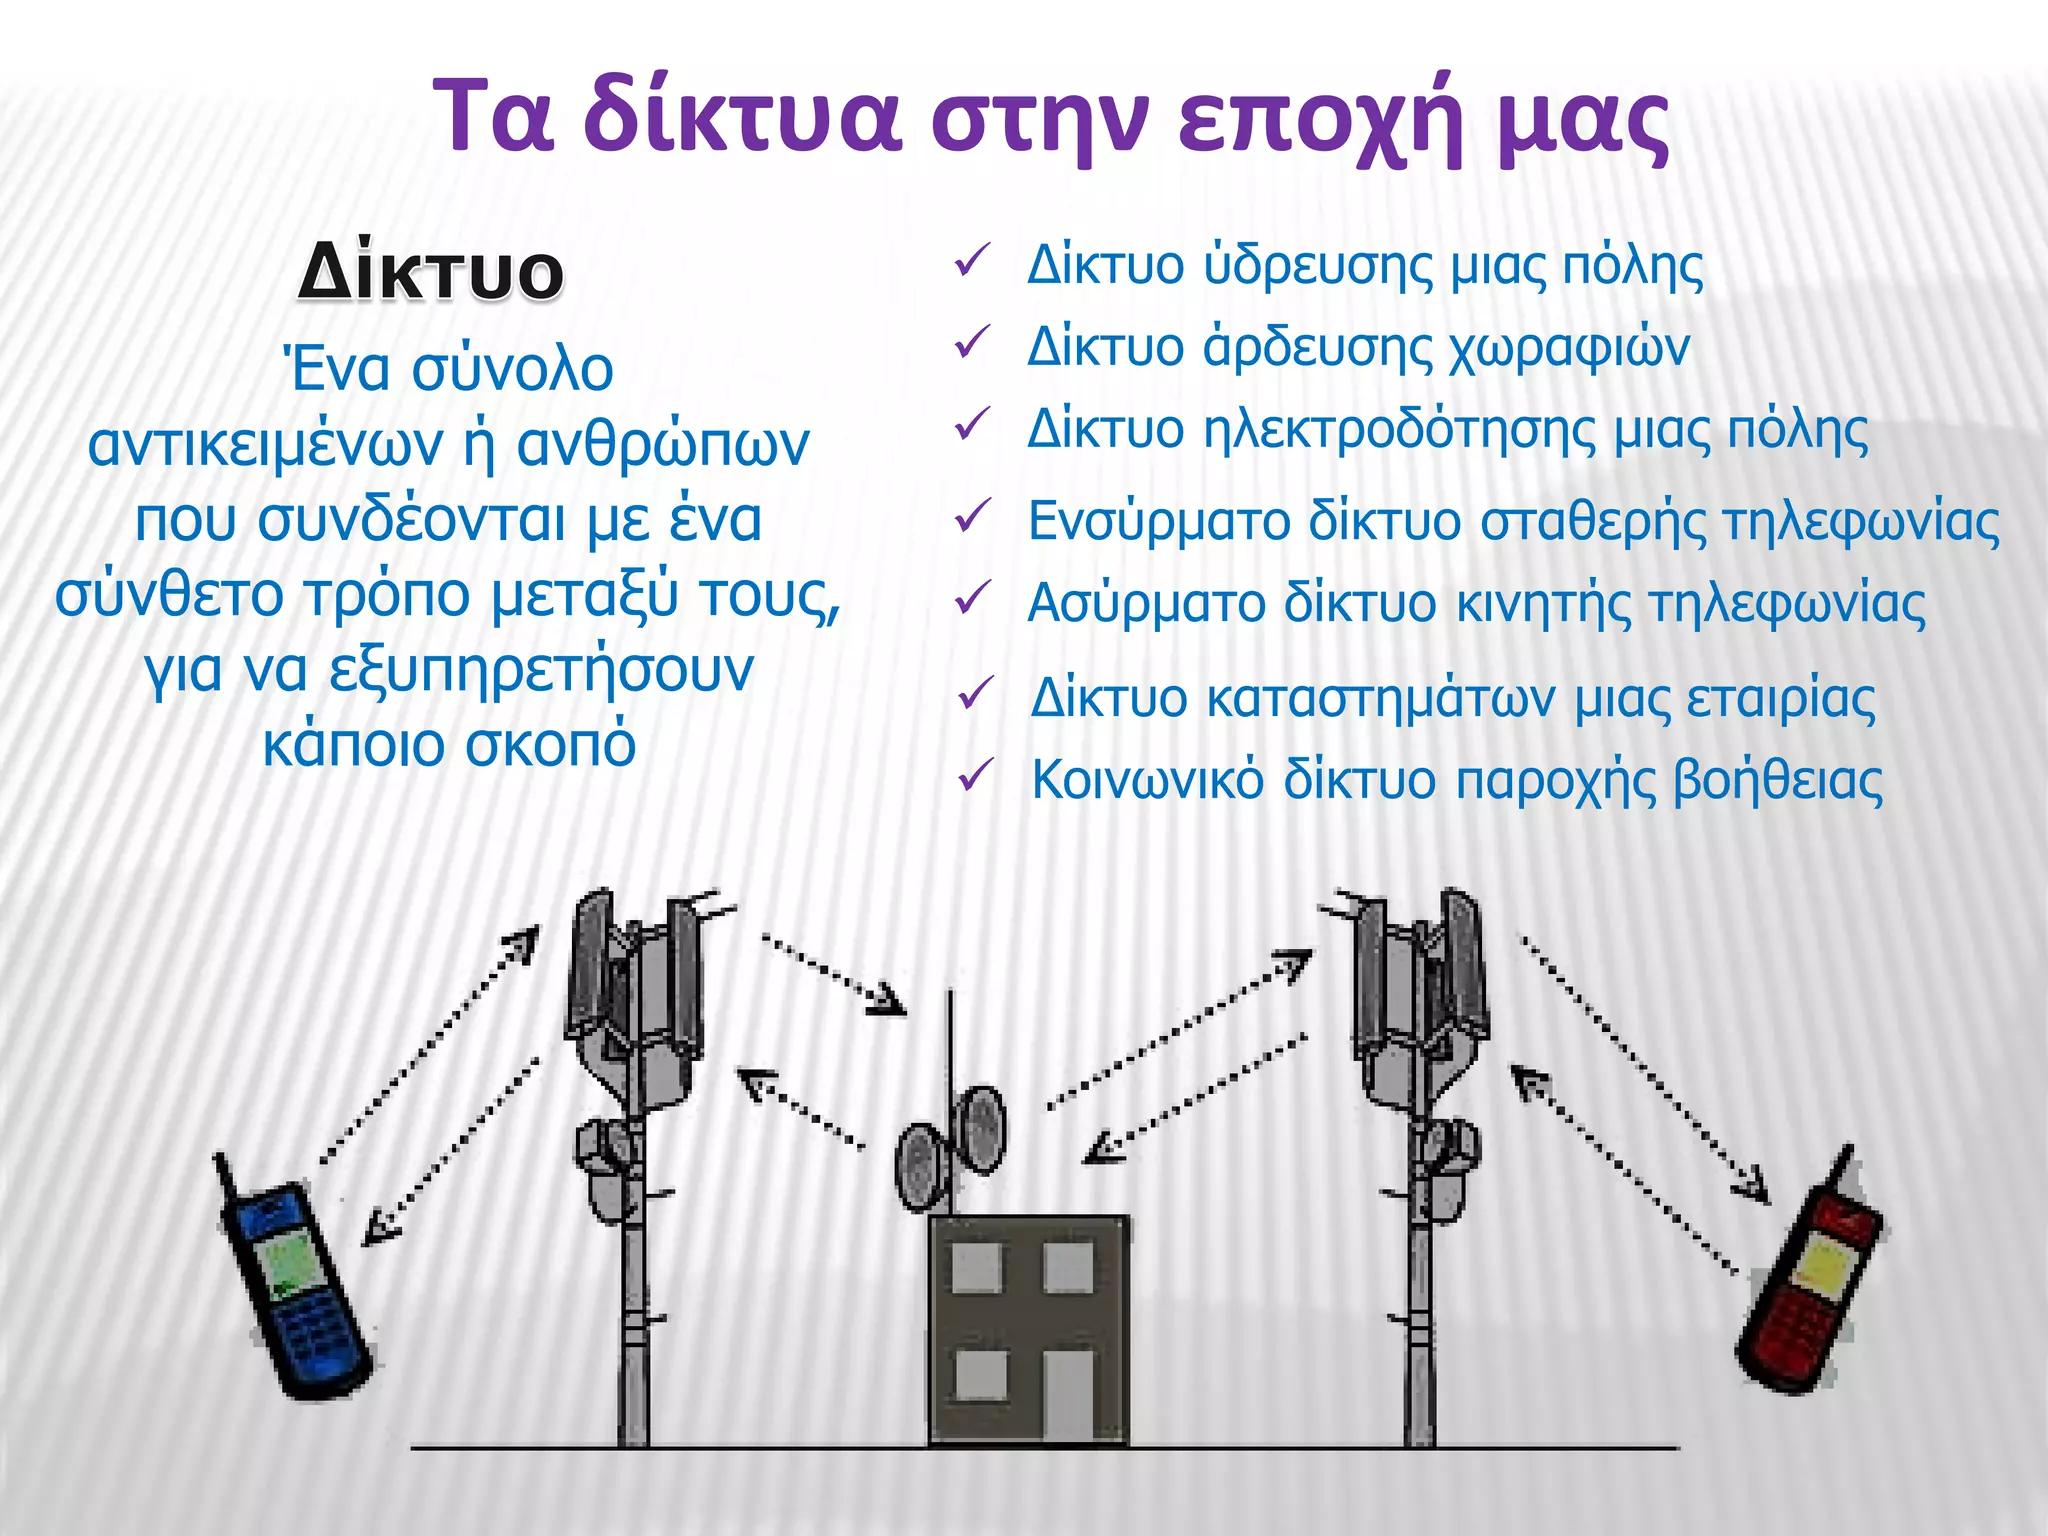 Τα δίκτυα στην εποχή μας
Δίκτυο
Ένα σύνολο
αντικειμένων ή ανθρώπων
που συνδέονται με ένα
σύνθετο τρόπο μεταξύ τους,
για να εξυπηρετήσουν
κάποιο σκοπό
✓ Δίκτυο ύδρευσης μιας πόλης
✓ Δίκτυο άρδευσης χωραφιών
✓ Δίκτυο ηλεκτροδότησης μιας πόλης
✓ Ενσύρματο δίκτυο σταθερής τηλεφωνίας
✓ Ασύρματο δίκτυο κινητής τηλεφωνίας
✓ Δίκτυο καταστημάτων μιας εταιρίας
✓ Κοινωνικό δίκτυο παροχής βοήθειας